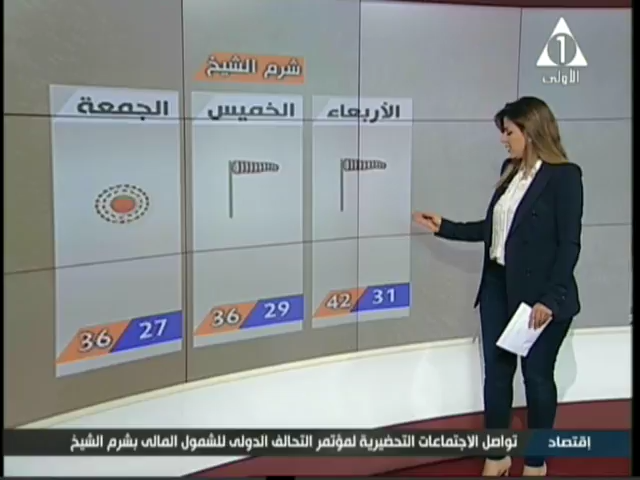 1
الأولى
شرم الشيخ
الأربعاء
الخميس
الجمعة
42 31
36 29
36 27
إقتصاد
تواصل الاجتماعات التحضيرية لمؤتمر التحالف الدولى للشمول المالى بشرم الشيخ